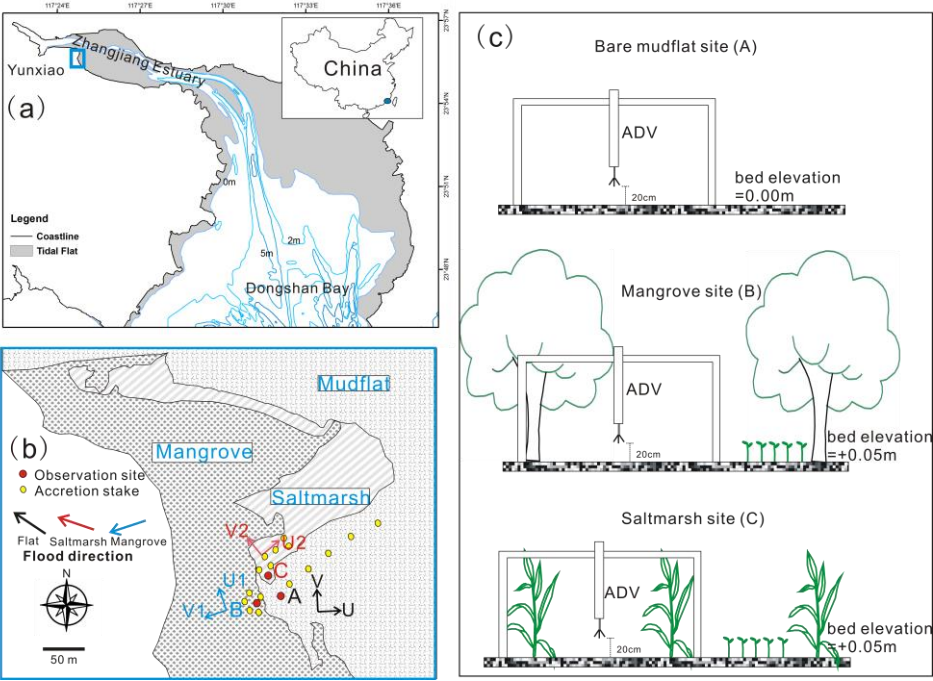 117°24'E
117°27'E
117°30'E
117°33'E
117°36'E
23°57'N
23°54'N
23°51'N
23°48'N
Zhangjiang Estuary
Yunxiao
China
(a)
0m
2m
5m
Dongshan Bay
Legend
Coastline
Tidal Flat
(b)
Mudflat
Mangrove
Saltmarsh
Observation site
Accretion stake
Flat
Saltmarsh
Mangrove
Flood direction
N
50 m
V2
U2
C
U1
V1
B
A
V
U
(c)
Bare mudflat site (A)
ADV
20cm
bed elevation
=0.00m
Mangrove site (B)
ADV
20cm
bed elevation
=+0.05m
Saltmarsh site (C)
ADV
20cm
bed elevation
=+0.05m